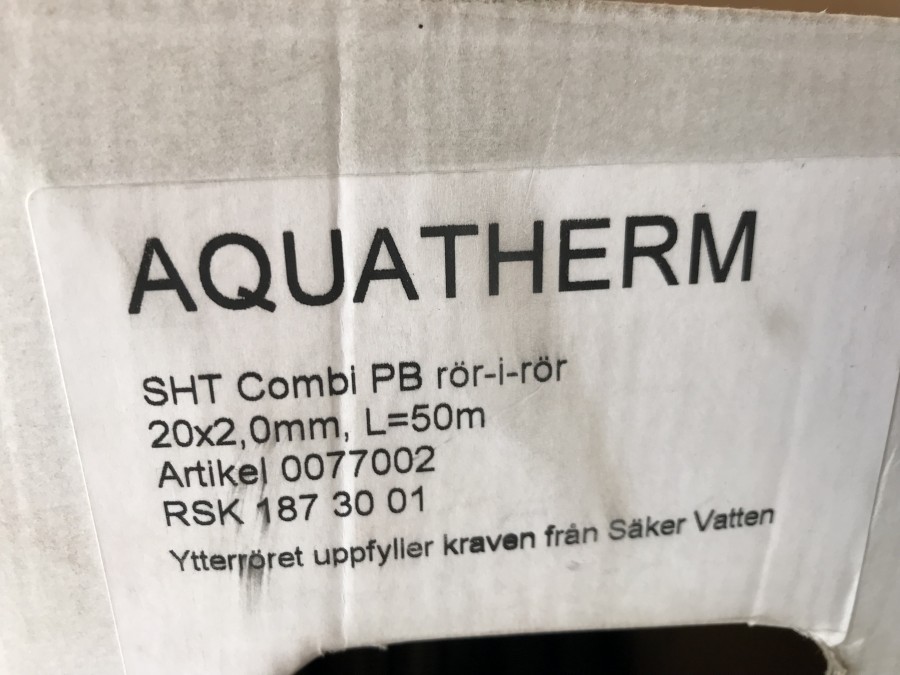 AQUATHERM
SHT Combi PB rör-i-rör
20x2,0mm, L=50m
Artikel 0077002
RSK 187 30 01
Ytterröret uppfyller kraven från Säker Vatten